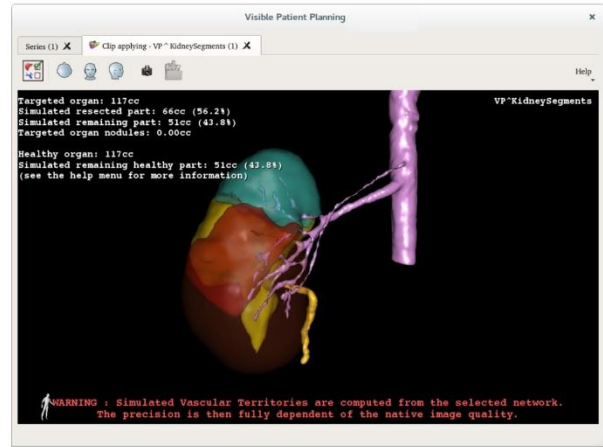 Visible Patient Planning
Series (1) Clip applying - VP^KidneySegments (1)
Help
Targeted organ: 117cc
VP^KidneySegments
Simulated resected part: 66cc (56.2%)
Simulated remaining part: 51cc (43.8%)
Targeted organ nodules: 0.00cc
Healthy organ: 117cc
Simulated remaining healthy part: 51cc (43.8%)
(see the help menu for more information)
WARNING : Simulated Vascular Territories are computed from the selected network.
The precision is then fully dependent of the native image quality.